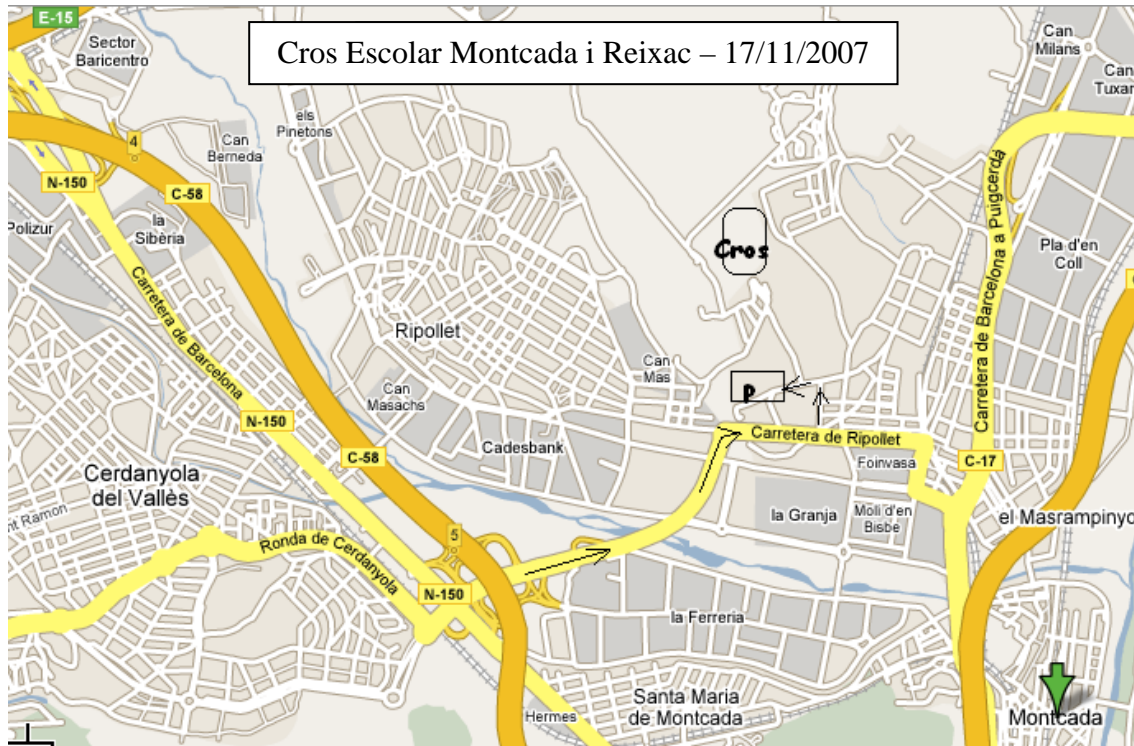 Cros Escolar Montcada i Reixac – 17/11/2007
E-15
Sector
Baricentro
Can
Milans
Can
Tuxar
els
Pinetons
4
Can
Berneda
N-150
C-58
Polizur
la
Sibèria
Cros
Carretera de Barcelona a Puigcerdà
Pla d'en
Coll
Carretera de Barcelona
Ripollet
Can
Mas
Can
Masachs
P
N-150
Carretera de Ripollet
Cadesbank
C-58
Foinvasa
C-17
Cerdanyola
del Vallès
nt Ramon
la Granja
Molí d'en
Bisbe
el Masrampinyo
5
Ronda de Cerdanyola
N-150
la Ferreria
Santa Maria
de Montcada
Hermes
Montcada